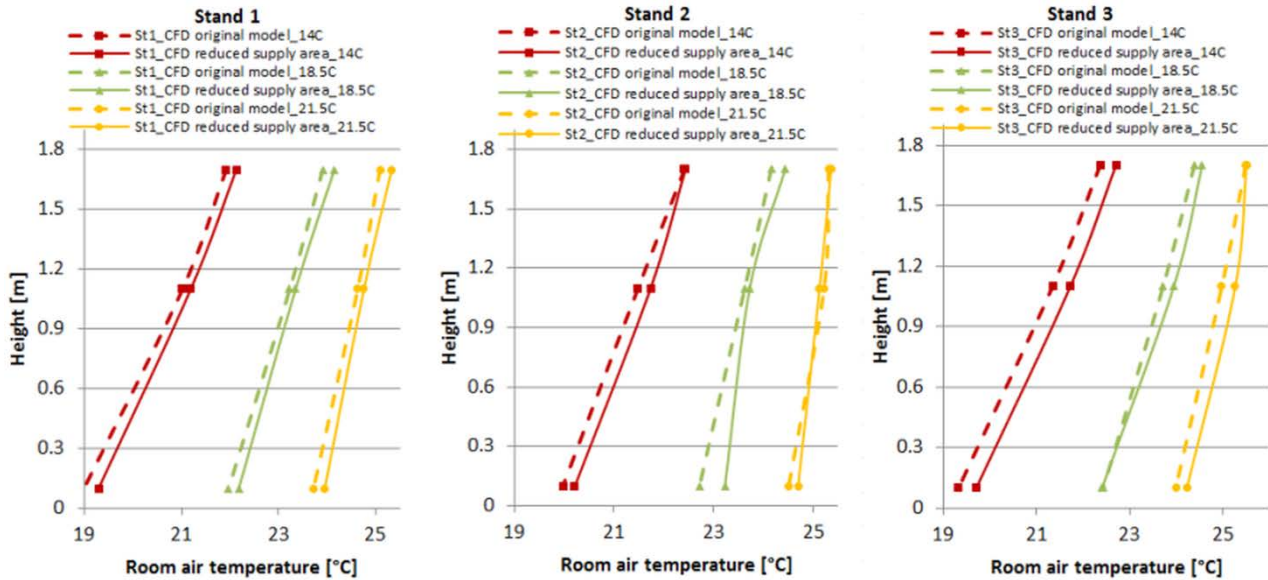 Stand 1
St1_CFD original model_14C
St1_CFD reduced supply area_14C
St1_CFD original model_18.5C
St1_CFD reduced supply area_18.5C
St1_CFD original model_21.5C
St1_CFD reduced supply area_21.5C
1.8
1.5
1.2
0.9
0.6
0.3
0
Height [m]
19 21 23 25
Room air temperature [°C]
Stand 2
St2_CFD original model_14C
St2_CFD reduced supply area_14C
St2_CFD original model_18.5C
St2_CFD reduced supply area_18.5C
St2_CFD original model_21.5C
St2_CFD reduced supply area_21.5C
1.8
1.5
1.2
0.9
0.6
0.3
0
Height [m]
19 21 23 25
Room air temperature [°C]
Stand 3
St3_CFD original model_14C
St3_CFD reduced supply area_14C
St3_CFD original model_18.5C
St3_CFD reduced supply area_18.5C
St3_CFD original model_21.5C
St3_CFD reduced supply area_21.5C
1.8
1.5
1.2
0.9
0.6
0.3
0
Height [m]
19 21 23 25
Room air temperature [°C]